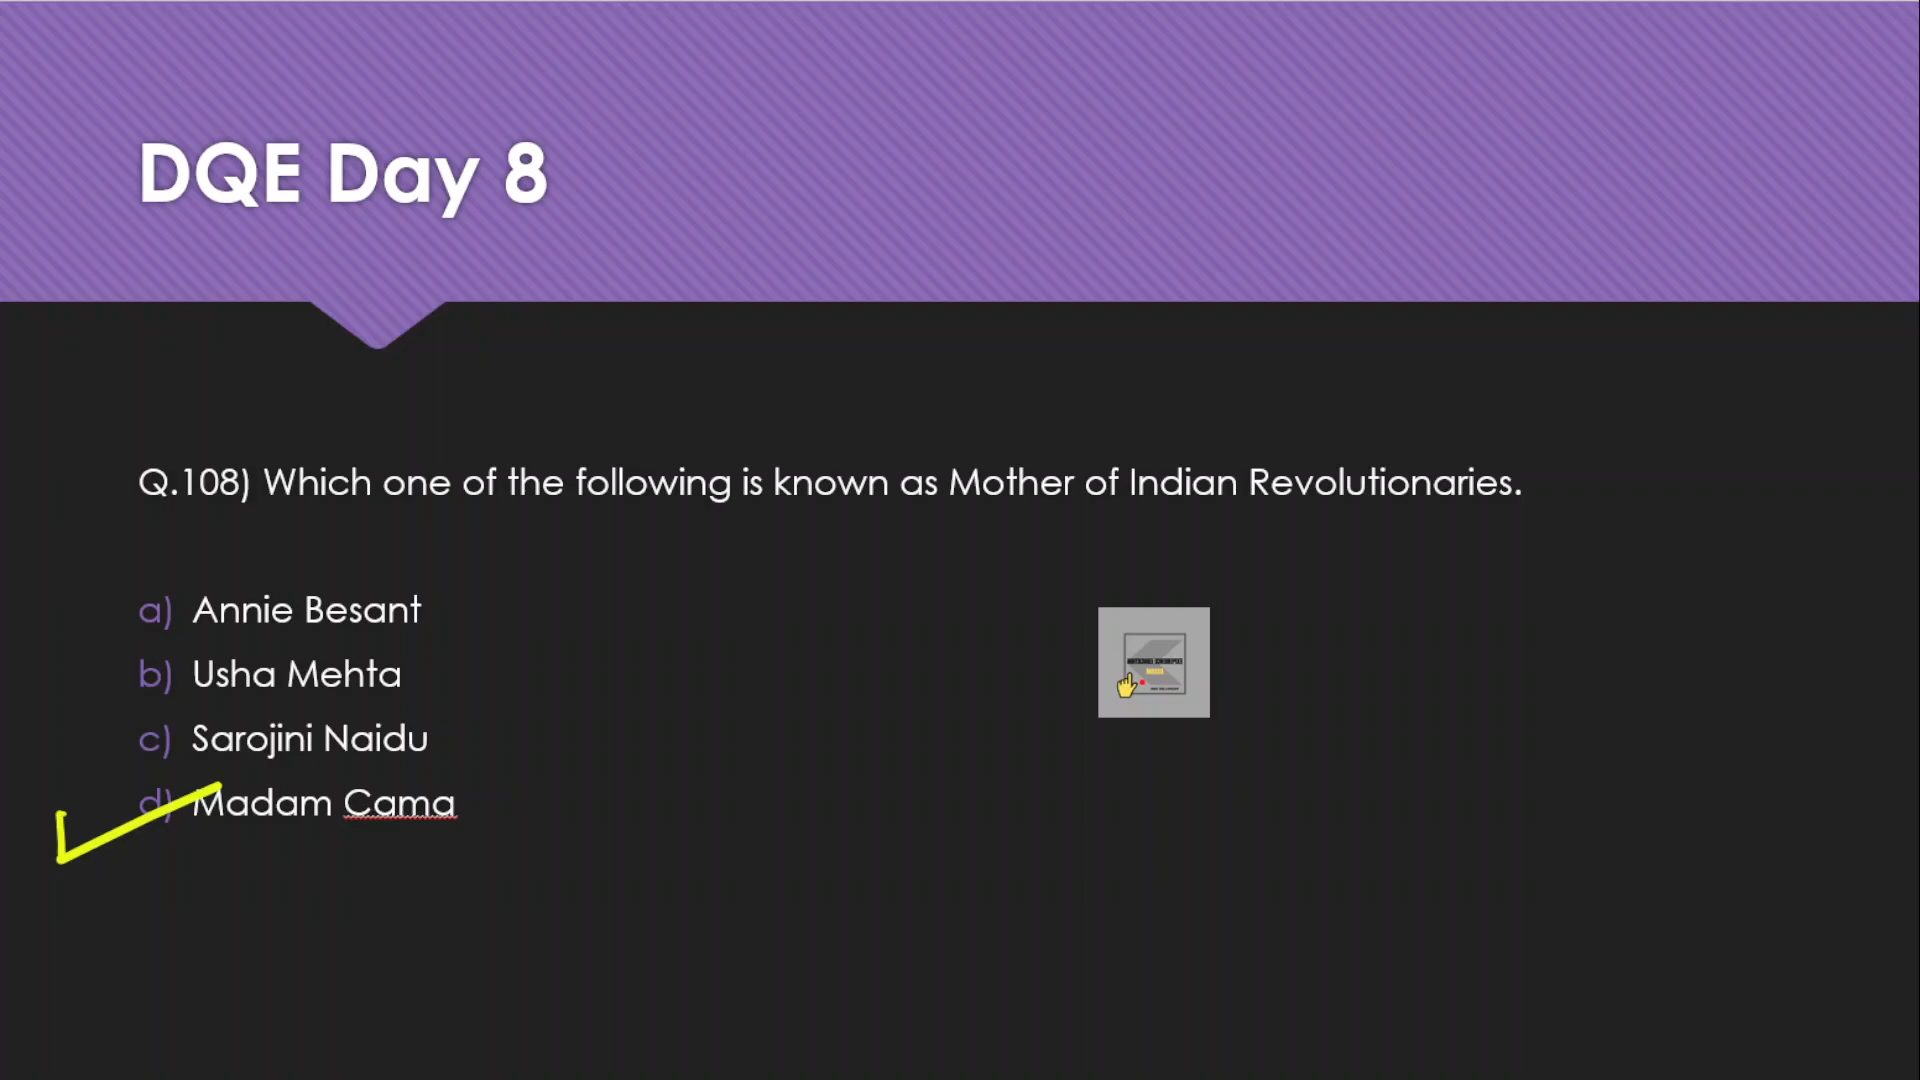 DQE Day 8
Q.108) Which one of the following is known as Mother of Indian Revolutionaries.
a) Annie Besant
b) Usha Mehta
c) Sarojini Naidu
d) Madam Cama